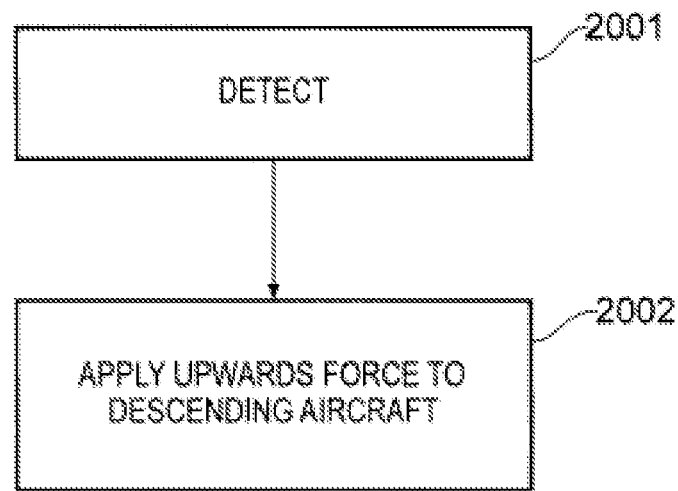 2001
DETECT
2002
APPLY UPWARDS FORCE TO
DESCENDING AIRCRAFT